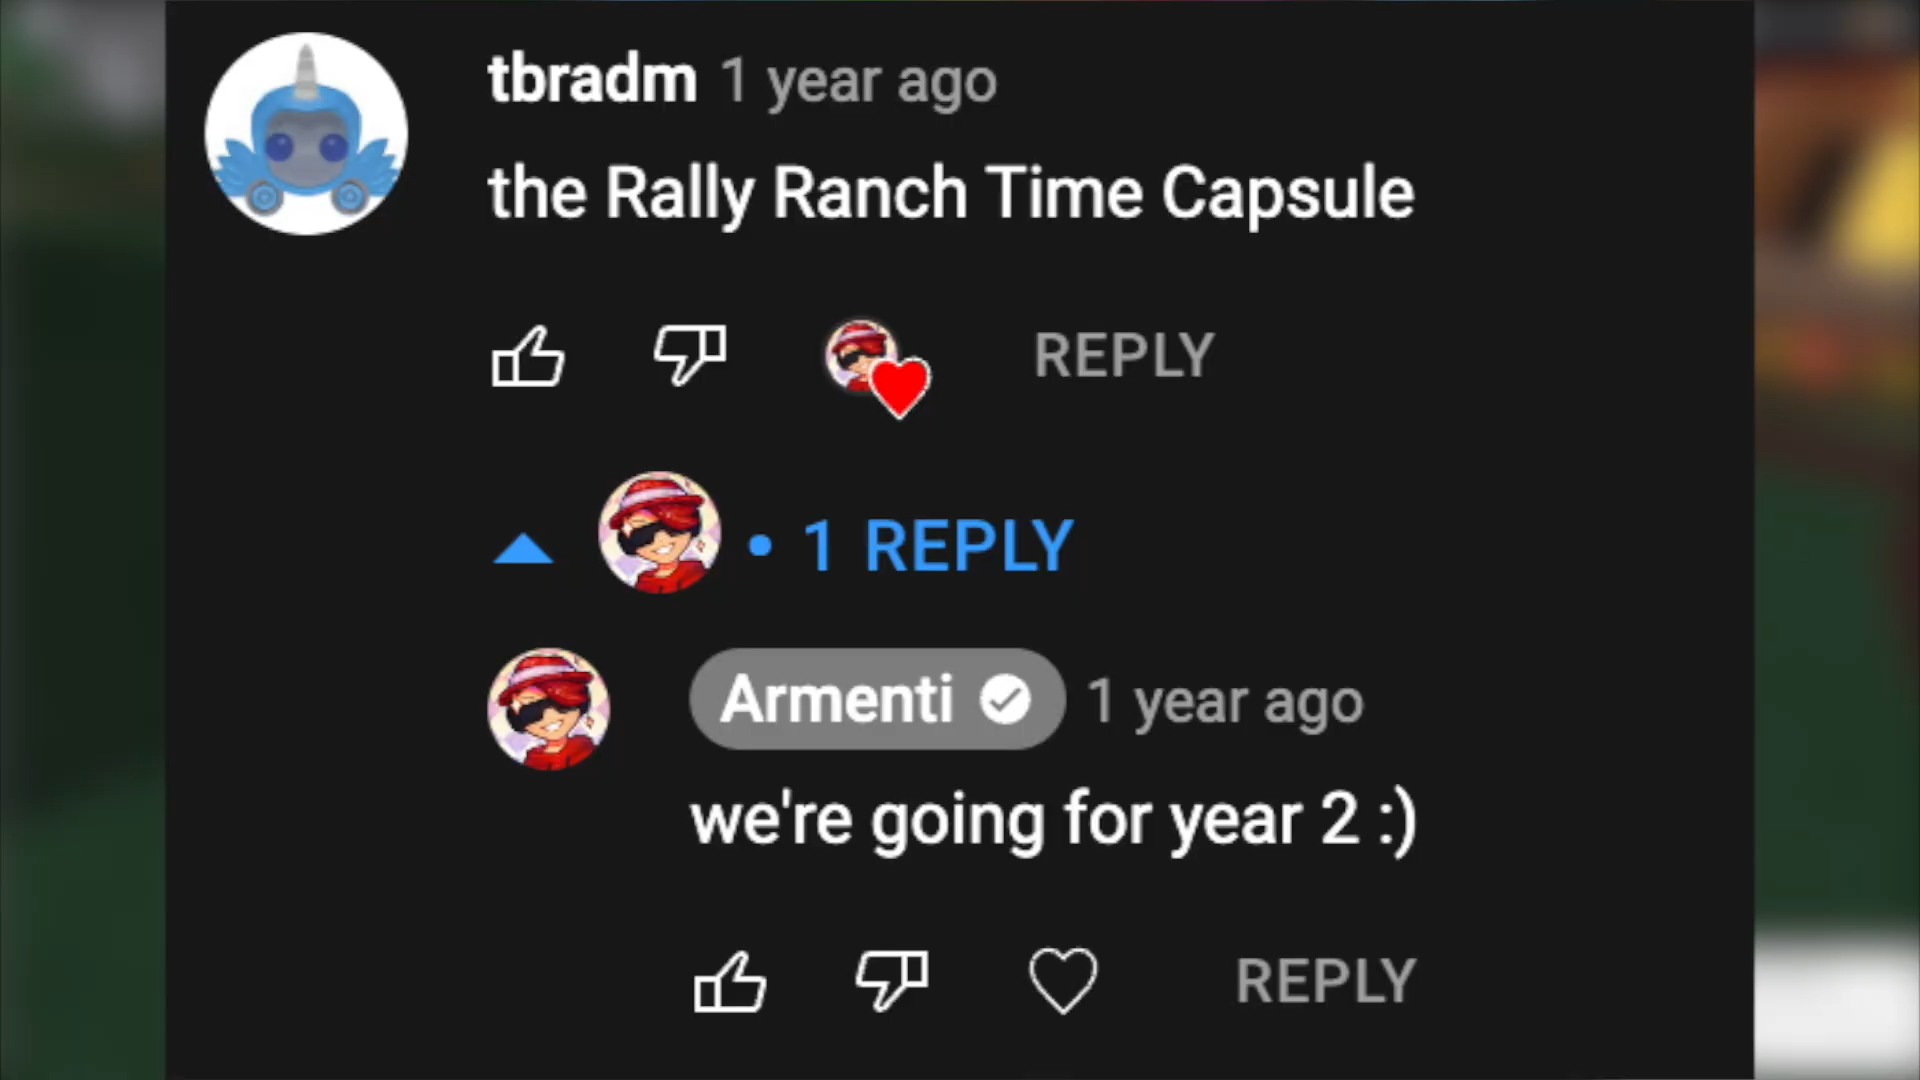 tbradm 1 year ago
the Rally Ranch Time Capsule
REPLY
• 1 REPLY
Armenti 1 year ago
we're going for year 2 :)
REPLY